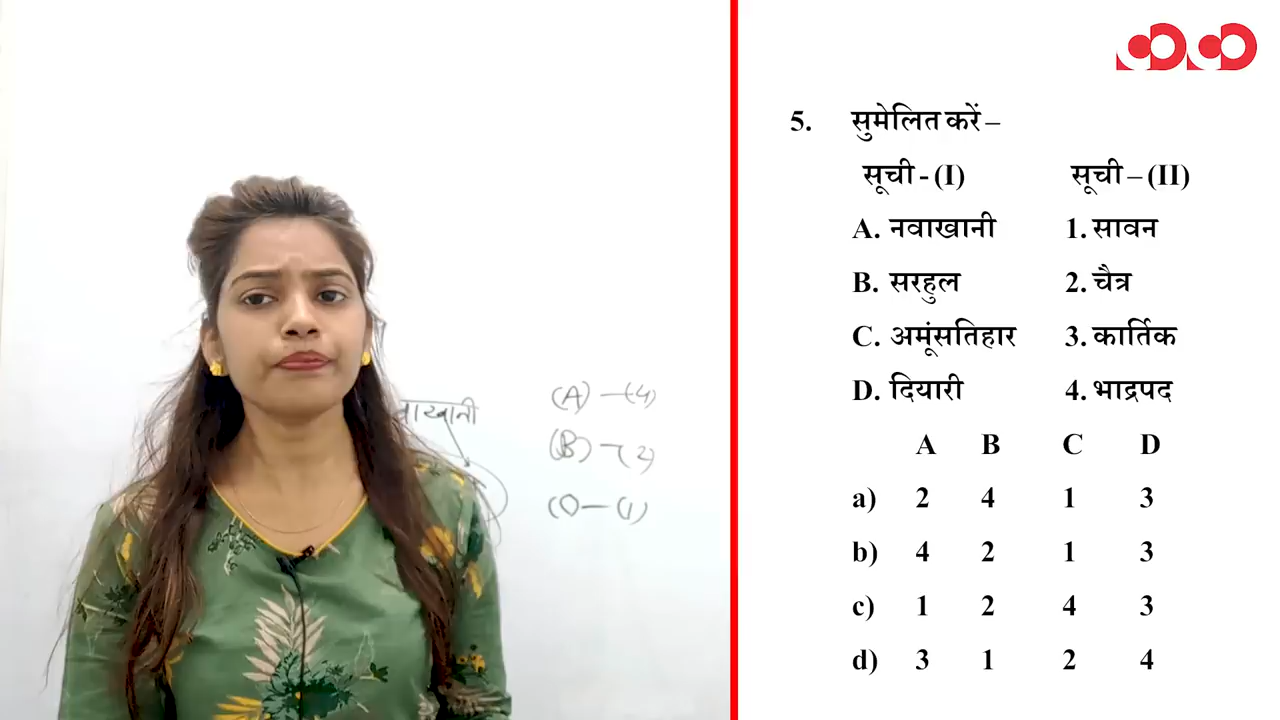 5. सुमेलित करें –
सूची - (I) सूची – (II)
A. नवाखानी 1. सावन
B. सरहुल 2. चैत्र
C. अमूंसतिहार 3. कार्तिक
D. दियारी 4. भाद्रपद
A B C D
a) 2 4 1 3
b) 4 2 1 3
c) 1 2 4 3
d) 3 1 2 4
वाखानी
(A) – (4)
(B) – (2)
(C) – (1)